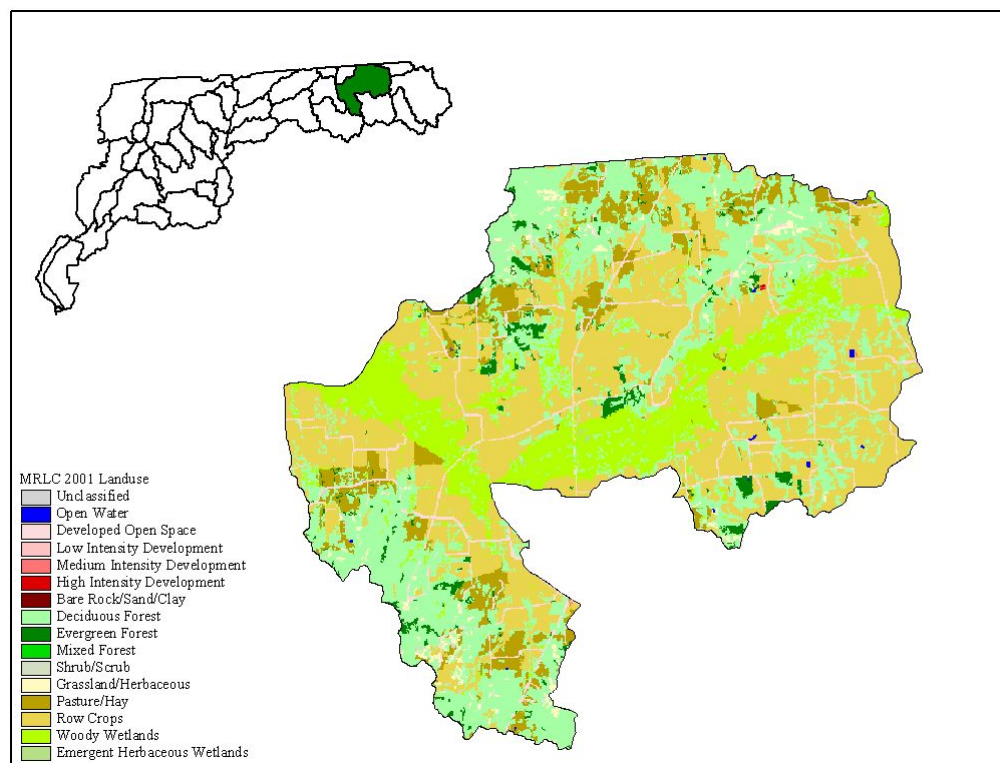 MRLC 2001 Landuse
Unclassified
Open Water
Developed Open Space
Low Intensity Development
Medium Intensity Development
High Intensity Development
Bare Rock/Sand/Clay
Deciduous Forest
Evergreen Forest
Mixed Forest
Shrub/Scrub
Grassland/Herbaceous
Pasture/Hay
Row Crops
Woody Wetlands
Emergent Herbaceous Wetlands